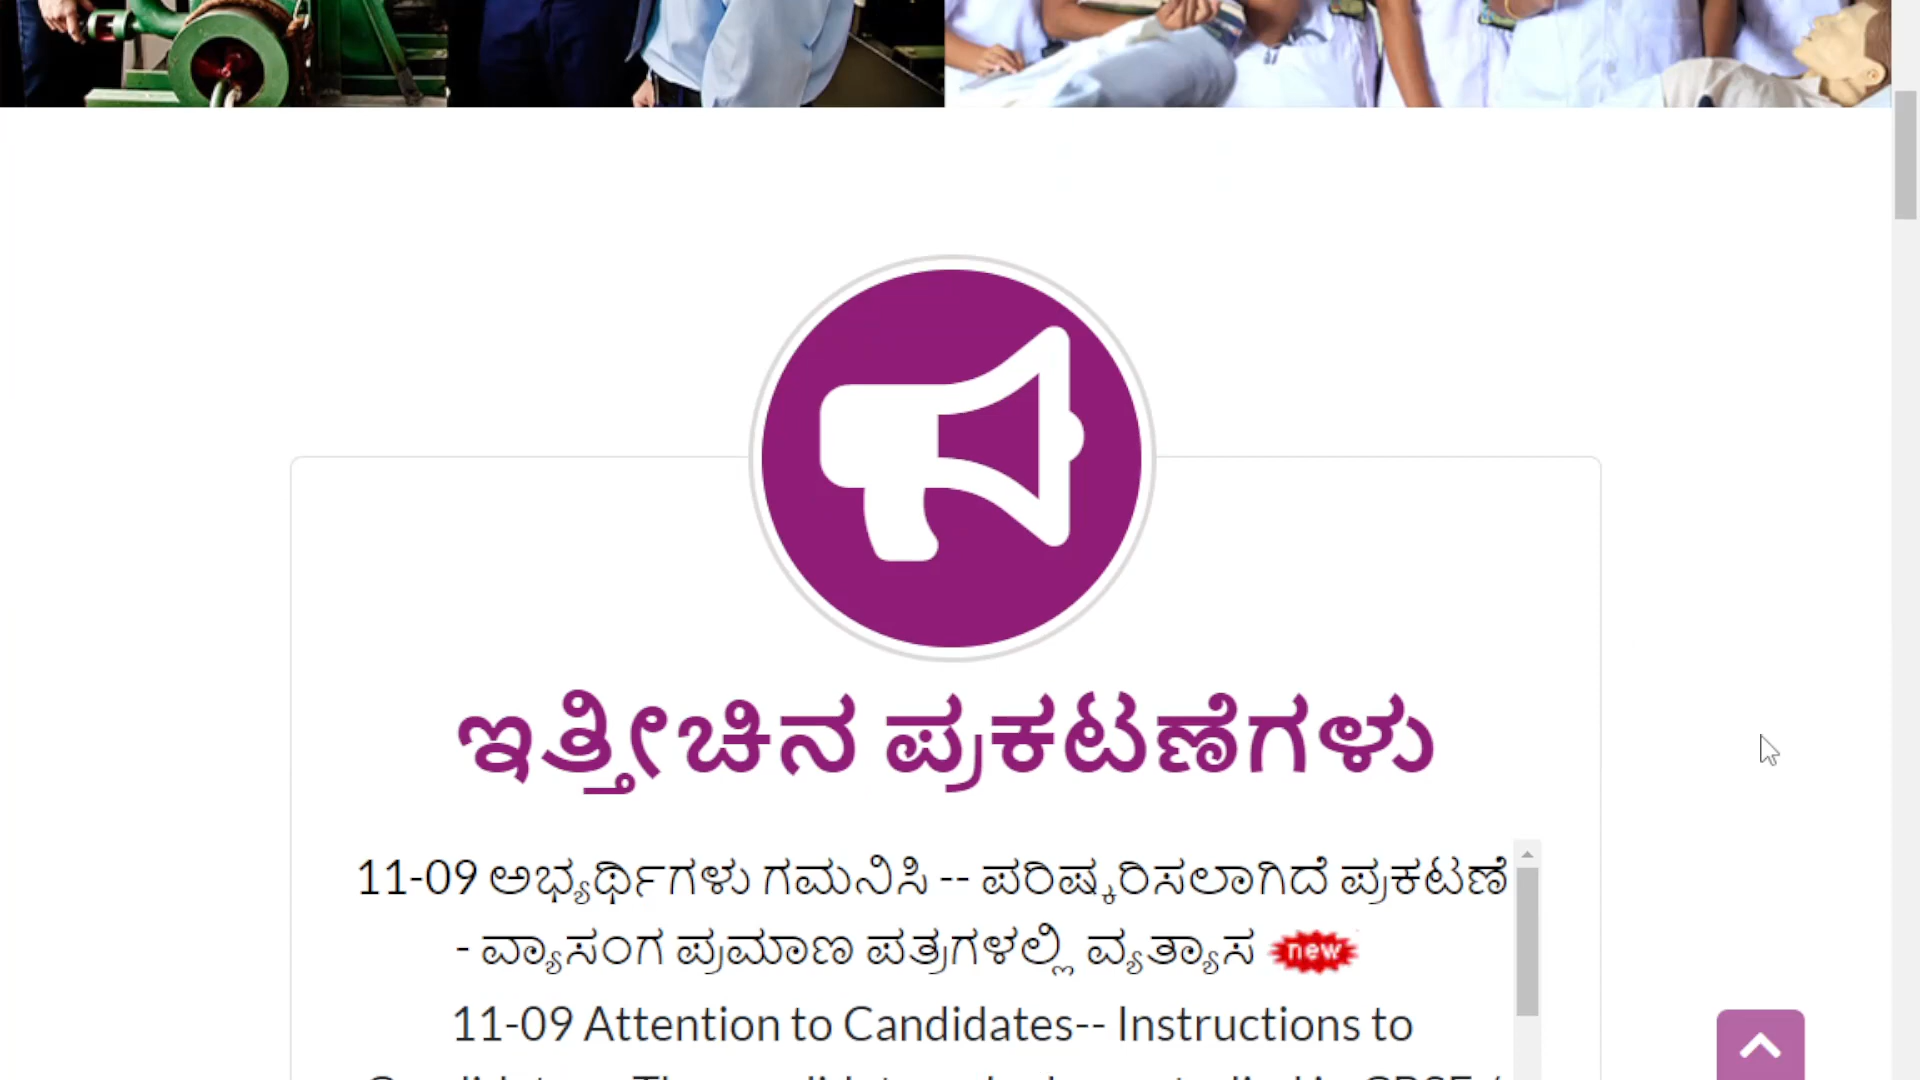 ಇತ್ತೀಚಿನ ಪ್ರಕಟಣೆಗಳು
11-09 ಅಭ್ಯರ್ಥಿಗಳು ಗಮನಿಸಿ -- ಪರಿಷ್ಕರಿಸಲಾಗಿದೆ ಪ್ರಕಟಣೆ
- ವ್ಯಾಸಂಗ ಪ್ರಮಾಣ ಪತ್ರಗಳಲ್ಲಿ ವ್ಯತ್ಯಾಸ new
11-09 Attention to Candidates-- Instructions to